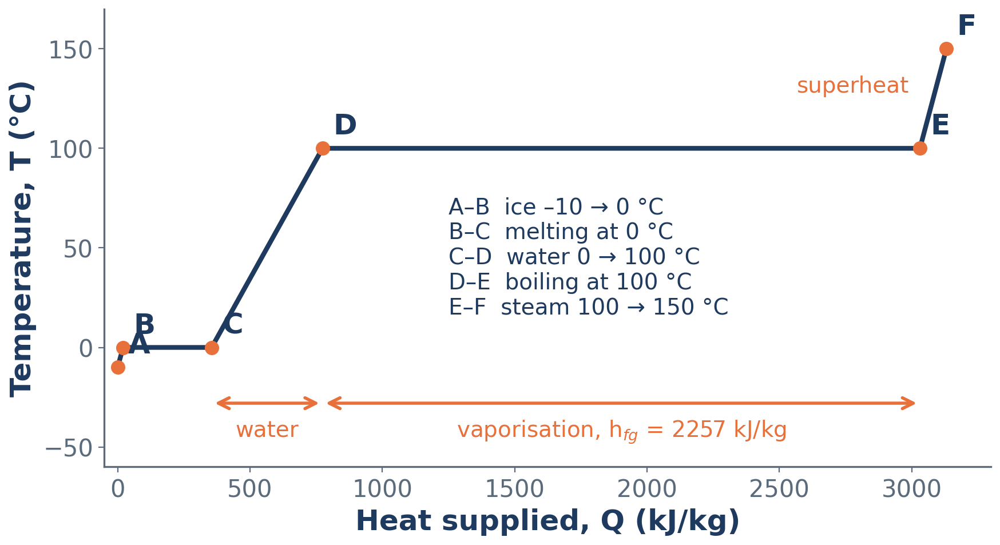 F
150
superheat
D
E
100
A–B ice –10 → 0 °C
B–C melting at 0 °C
50
C–D water 0 → 100 °C
D–E boiling at 100 °C
E–F steam 100 → 150 °C
B
C
A
0
water
vaporisation, h_fg = 2257 kJ/kg
−50
0 500 1000 1500 2000 2500 3000
Heat supplied, Q (kJ/kg)
Temperature, T (°C)